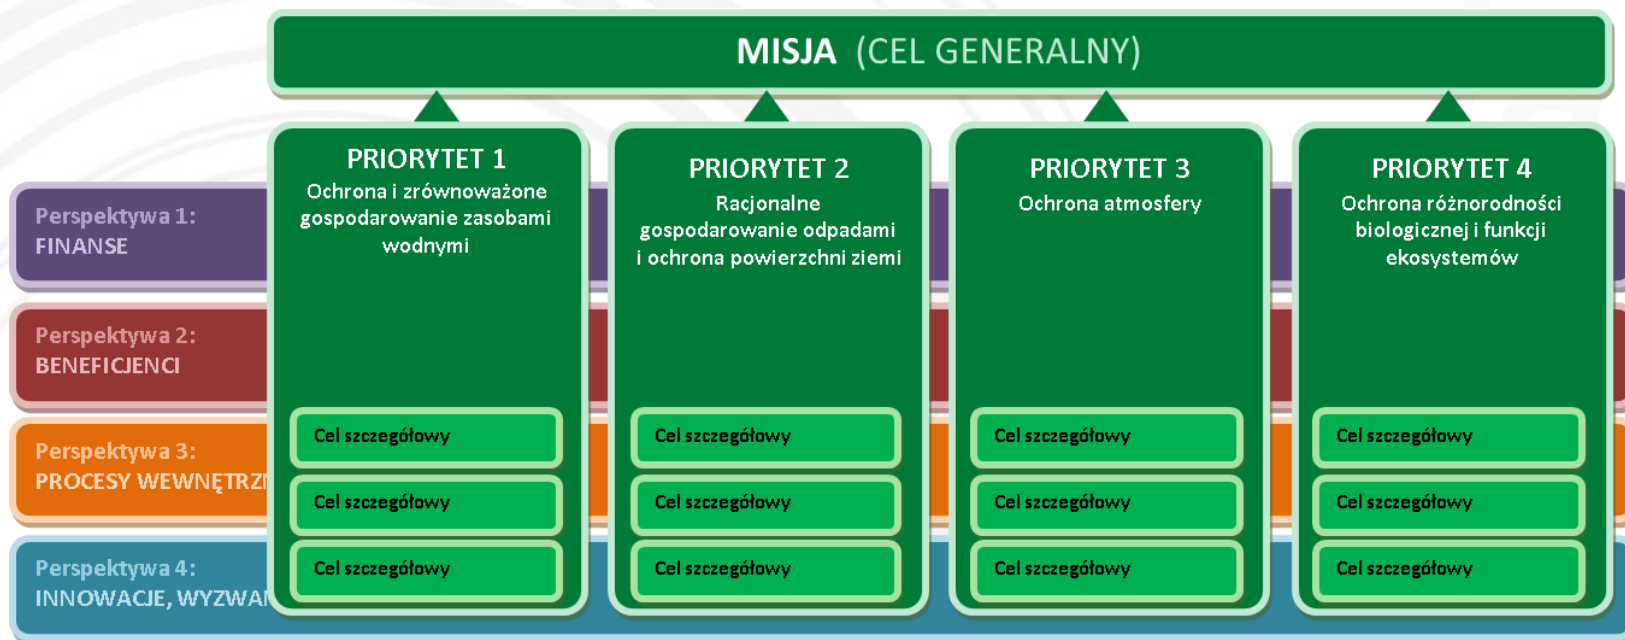 MISJA (CEL GENERALNY)
PRIORYTET 1
Ochrona i zrównoważone
gospodarowanie zasobami
wodnymi
PRIORYTET 2
Racjonalne
gospodarowanie odpadami
i ochrona powierzchni ziemi
PRIORYTET 3
Ochrona atmosfery
PRIORYTET 4
Ochrona różnorodności
biologicznej i funkcji
ekosystemów
Perspektywa 1:
FINANSE
Perspektywa 2:
BENEFICJENCI
Perspektywa 3:
PROCESY
Perspektywa 4:
INNOWACJE,
Cel szczegółowy
Cel szczegółowy
Cel szczegółowy
Cel szczegółowy
Cel szczegółowy
Cel szczegółowy
Cel szczegółowy
Cel szczegółowy
Cel szczegółowy
Cel szczegółowy
Cel szczegółowy
Cel szczegółowy